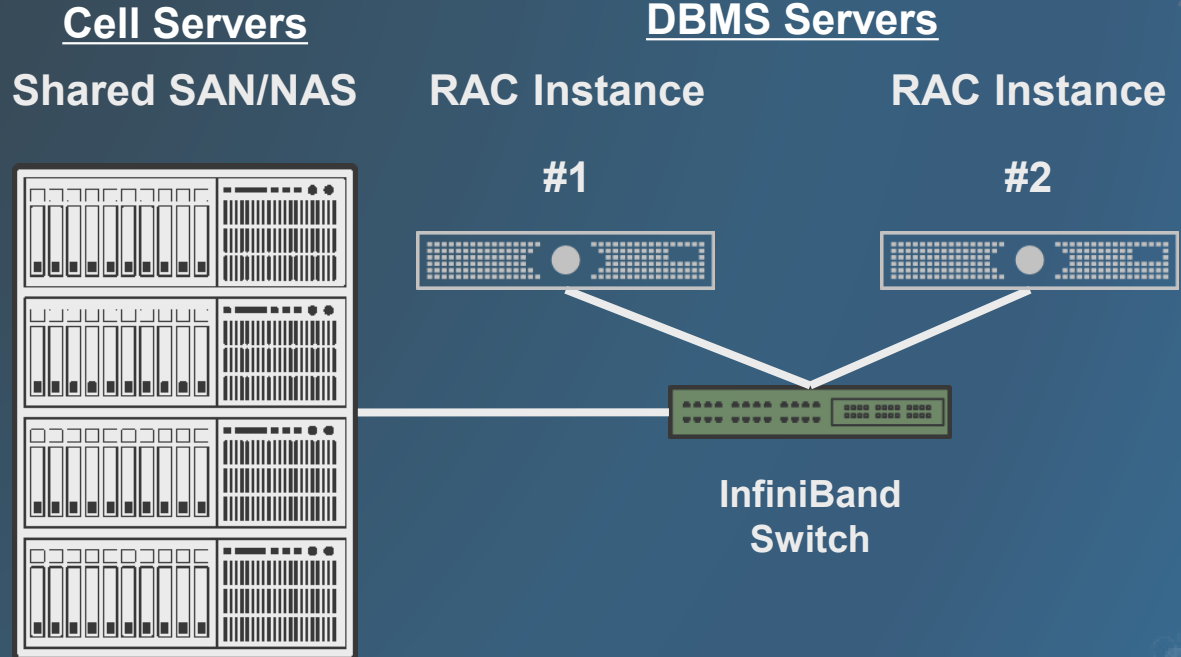 Cell Servers
DBMS Servers
Shared SAN/NAS
RAC Instance
#1
RAC Instance
#2
InfiniBand
Switch